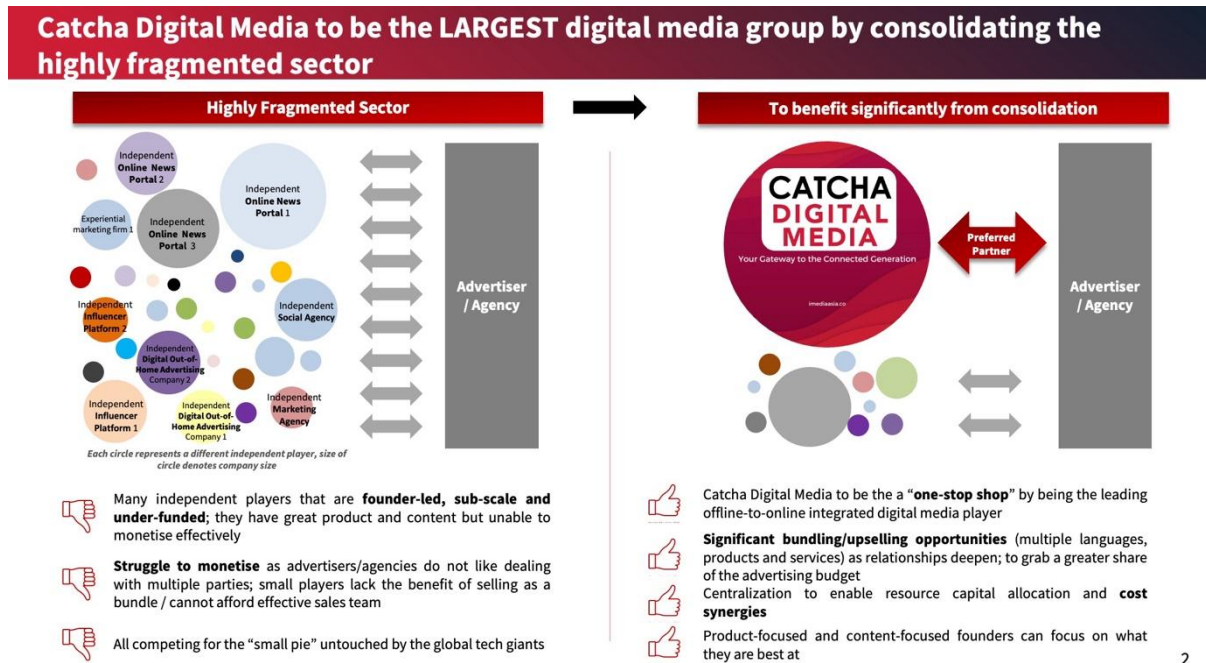 Catcha Digital Media to be the LARGEST digital media group by consolidating the
highly fragmented sector
Highly Fragmented Sector
Independent
Online News
Portal 2
Independent
Online News
Portal 1
Experiential
marketing firm 1
Independent
Online News
Portal 3
Independent
Influencer
Platform 2
Independent
Social Agency
Independent
Digital Out-of-
Home Advertising
Company 2
Independent
Influencer
Platform 1
Independent
Digital Out-of-
Home Advertising
Company 1
Independent
Marketing
Agency
Each circle represents a different independent player, size of
circle denotes company size
Advertiser
/ Agency
Many independent players that are founder-led, sub-scale and
under-funded; they have great product and content but unable to
monetise effectively
Struggle to monetise as advertisers/agencies do not like dealing
with multiple parties; small players lack the benefit of selling as a
bundle / cannot afford effective sales team
All competing for the “small pie” untouched by the global tech giants
To benefit significantly from consolidation
CATCHA
DIGITAL
MEDIA
Your Gateway to the Connected Generation
imediaasia.co
Preferred
Partner
Advertiser
/ Agency
Catcha Digital Media to be the a “one-stop shop” by being the leading
offline-to-online integrated digital media player
Significant bundling/upselling opportunities (multiple languages,
products and services) as relationships deepen; to grab a greater share
of the advertising budget
Centralization to enable resource capital allocation and cost
synergies
Product-focused and content-focused founders can focus on what
they are best at
2